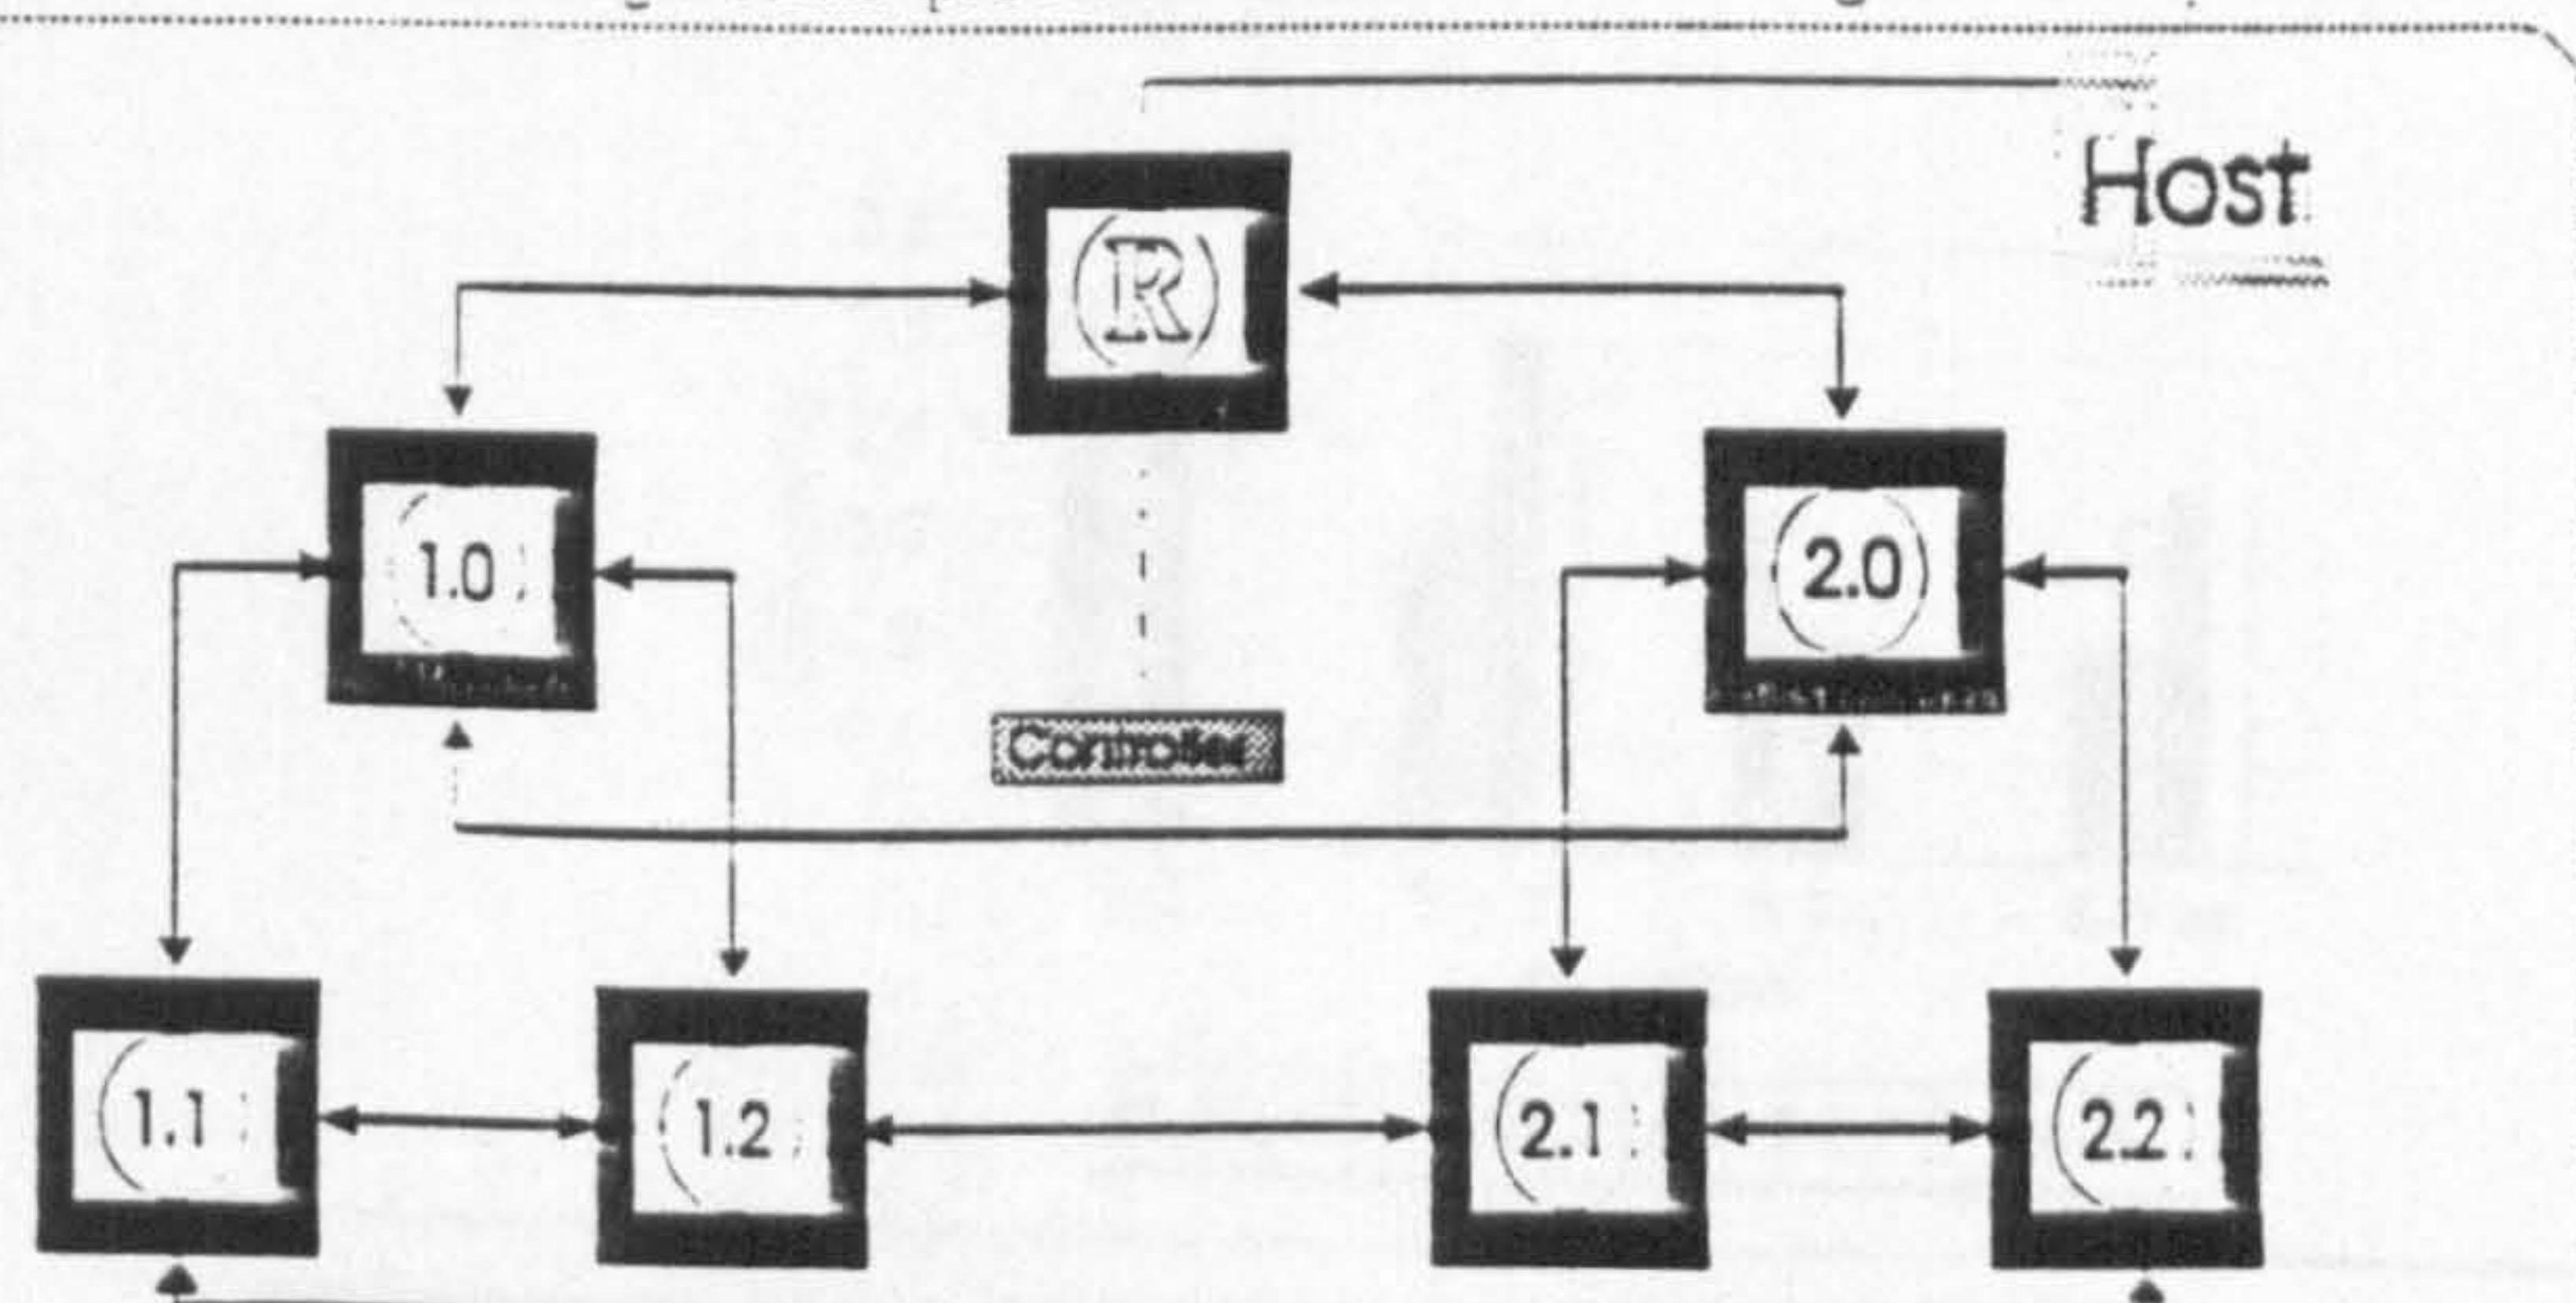 Host
(R)
(1.0)
(2.0)
Controller
(1.1)
(1.2)
(2.1)
(2.2)